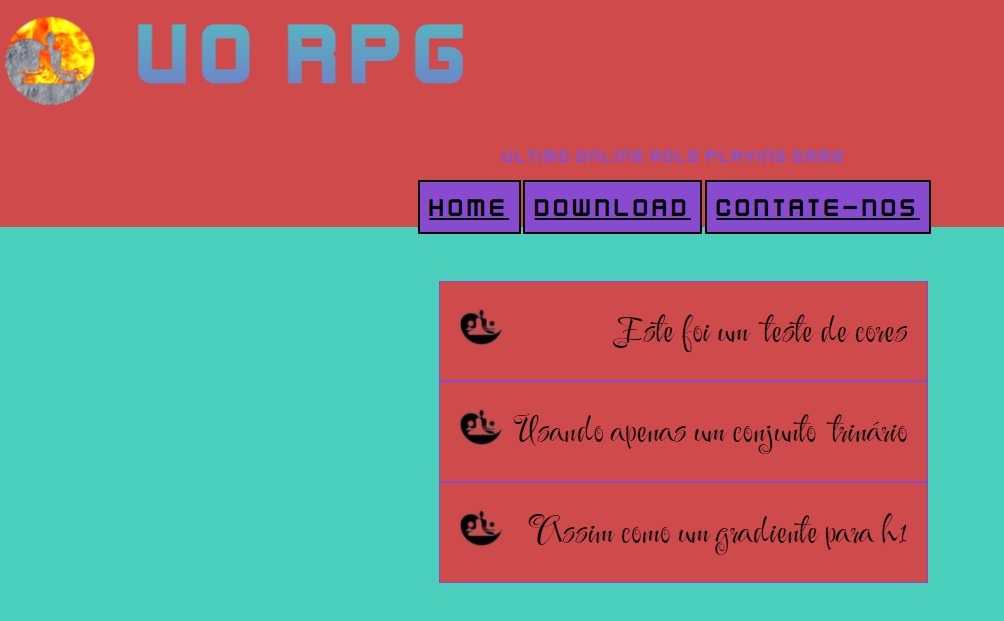 UO RPG
ULTIMO ONLINE ROLE PLAYING GAME
HOME DOWNLOAD CONTATE-NOS
Este foi um teste de cores
Usando apenas um conjunto trinário
Assim como um gradiente para h1